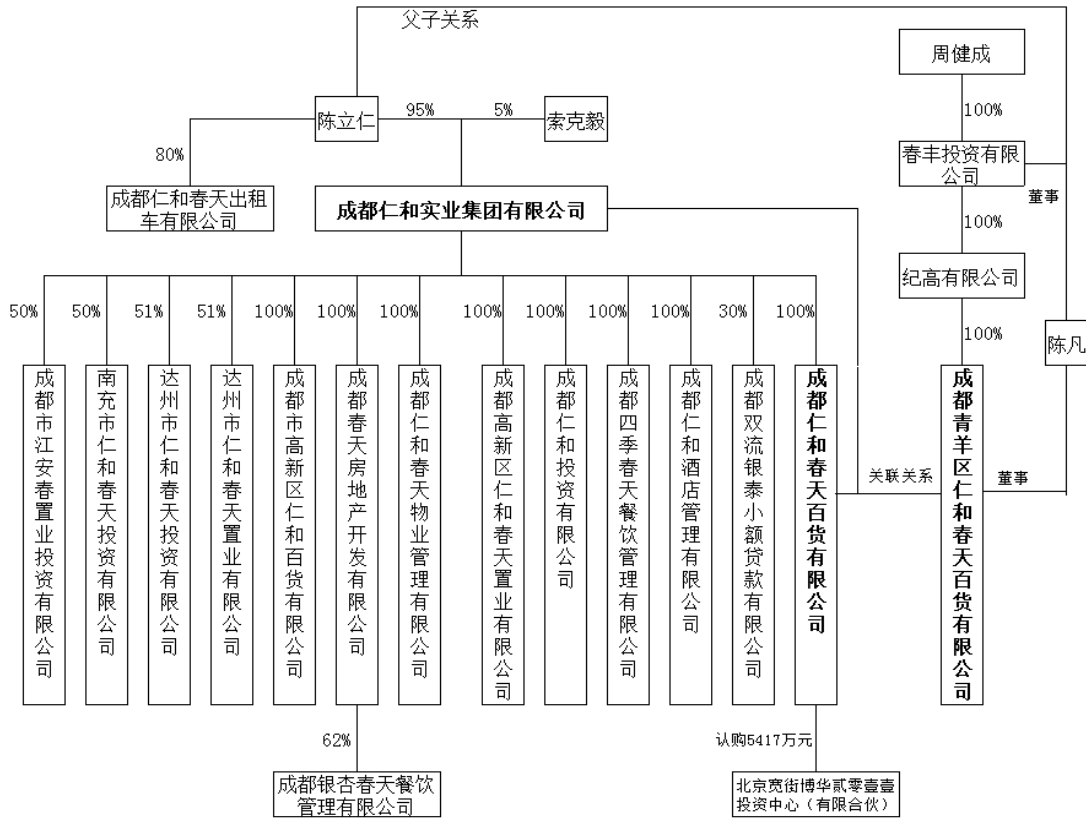 父子关系
周健成
100%
陈立仁
95%
5%
索克毅
80%
春丰投资有限
公司
董事
成都仁和春天出租
车有限公司
成都仁和实业集团有限公司
100%
纪高有限公司
100%
陈凡
50%
50%
51%
51%
100%
100%
100%
100%
100%
100%
100%
30%
100%
成都市江安春置业投资有限公司
南充市仁和春天投资有限公司
达州市仁和春天投资有限公司
达州市仁和春天置业有限公司
成都市高新区仁和百货有限公司
成都春天房地产开发有限公司
成都仁和春天物业管理有限公司
成都高新区仁和春天置业有限公司
成都仁和投资有限公司
成都四季春天餐饮管理有限公司
成都仁和酒店管理有限公司
成都双流银泰小额贷款有限公司
成都仁和春天百货有限公司
关联关系
成都青羊区仁和春天百货有限公司
董事
62%
认购5417万元
成都银杏春天餐饮
管理有限公司
北京宽街博华贰零壹壹
投资中心（有限合伙）